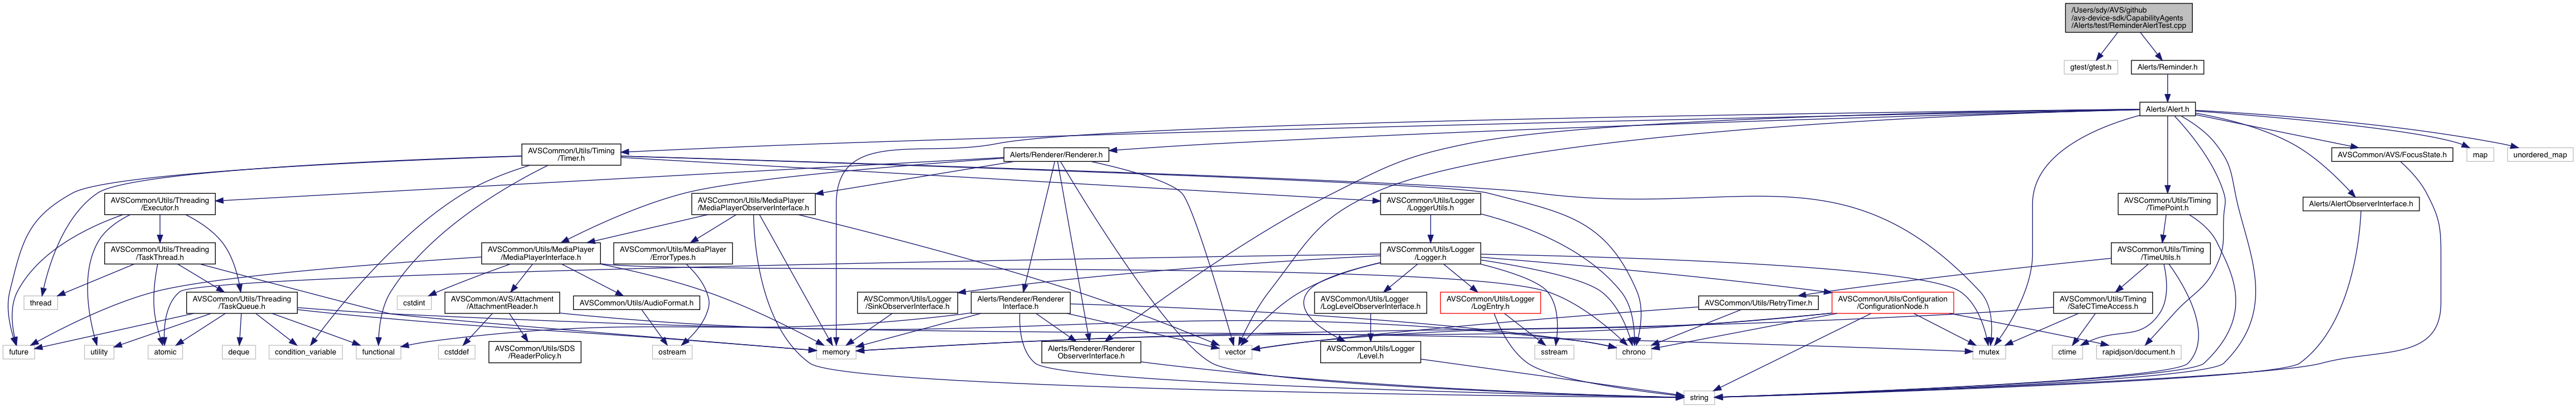 /Users/sdy/AVS/github
/avs-device-sdk/CapabilityAgents
/Alerts/test/ReminderAlertTest.cpp
gtest/gtest.h
Alerts/Reminder.h
Alerts/Alert.h
AVSCommon/Utils/Timing
/Timer.h
Alerts/Renderer/Renderer.h
AVSCommon/AVS/FocusState.h
map
unordered_map
AVSCommon/Utils/Threading
/Executor.h
AVSCommon/Utils/MediaPlayer
/MediaPlayerObserverInterface.h
AVSCommon/Utils/Logger
/LoggerUtils.h
AVSCommon/Utils/Timing
/TimePoint.h
Alerts/AlertObserverInterface.h
AVSCommon/Utils/Threading
/TaskThread.h
AVSCommon/Utils/MediaPlayer
/MediaPlayerInterface.h
AVSCommon/Utils/MediaPlayer
/ErrorTypes.h
AVSCommon/Utils/Logger
/Logger.h
AVSCommon/Utils/Timing
/TimeUtils.h
thread
AVSCommon/Utils/Threading
/TaskQueue.h
cstdint
AVSCommon/AVS/Attachment
/AttachmentReader.h
AVSCommon/Utils/AudioFormat.h
AVSCommon/Utils/Logger
/SinkObserverInterface.h
Alerts/Renderer/Renderer
Interface.h
AVSCommon/Utils/Logger
/LogLevelObserverInterface.h
AVSCommon/Utils/Logger
/LogEntry.h
AVSCommon/Utils/RetryTimer.h
AVSCommon/Utils/Configuration
/ConfigurationNode.h
AVSCommon/Utils/Timing
/SafeCTimeAccess.h
future
utility
atomic
deque
condition_variable
functional
cstddef
AVSCommon/Utils/SDS
/ReaderPolicy.h
ostream
memory
Alerts/Renderer/Renderer
ObserverInterface.h
vector
AVSCommon/Utils/Logger
/Level.h
sstream
chrono
mutex
ctime
rapidjson/document.h
string